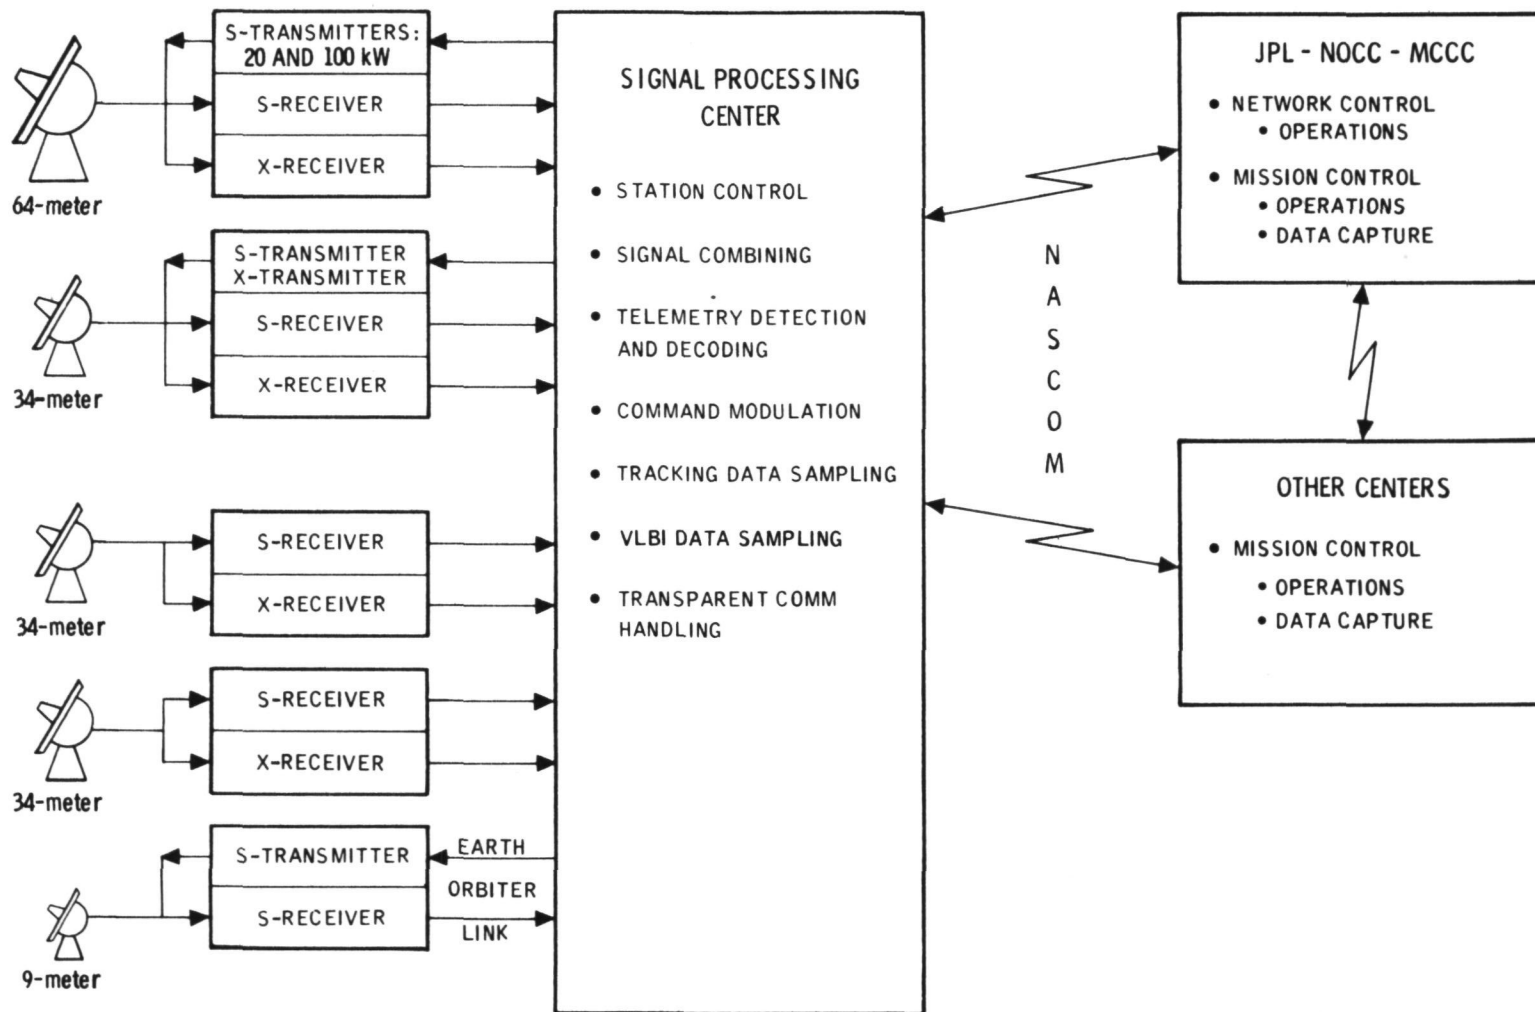 S-TRANSMITTERS:
20 AND 100 kW
S-RECEIVER
X-RECEIVER
64-meter
S-TRANSMITTER
X-TRANSMITTER
S-RECEIVER
X-RECEIVER
34-meter
S-RECEIVER
X-RECEIVER
34-meter
S-RECEIVER
X-RECEIVER
34-meter
S-TRANSMITTER
S-RECEIVER
9-meter
EARTH
ORBITER
LINK
SIGNAL PROCESSING
CENTER
• STATION CONTROL
• SIGNAL COMBINING
• TELEMETRY DETECTION
AND DECODING
• COMMAND MODULATION
• TRACKING DATA SAMPLING
• VLBI DATA SAMPLING
• TRANSPARENT COMM
HANDLING
NASCOM
JPL - NOCC - MCCC
• NETWORK CONTROL
• OPERATIONS
• MISSION CONTROL
• OPERATIONS
• DATA CAPTURE
OTHER CENTERS
• MISSION CONTROL
• OPERATIONS
• DATA CAPTURE